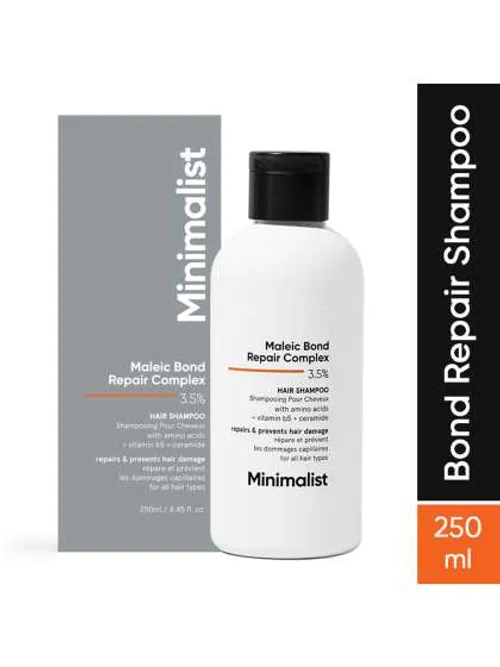 Minimalist
Maleic Bond
Repair Complex
3.5%
HAIR SHAMPOO
Shampooing Pour Cheveux
with amino acids
+ vitamin b5 + ceramide
repairs & prevents hair damage
répare et prévient
les dommages capillaires
for all hair types
250ml / 8.45 fl. oz.
Maleic Bond
Repair Complex
3.5%
HAIR SHAMPOO
Shampooing Pour Cheveux
with amino acids
+ vitamin b5 + ceramide
repairs & prevents hair damage
répare et prévient
les dommages capillaires
for all hair types
Minimalist
Bond Repair Shampoo
250
ml